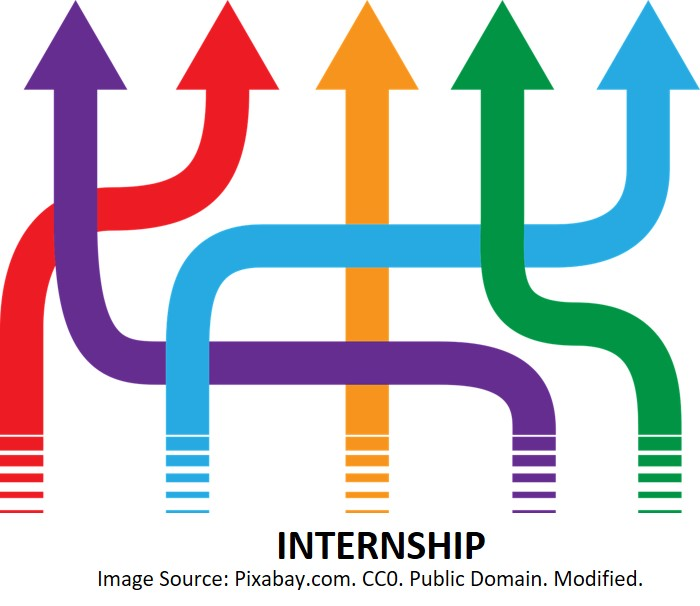 INTERNSHIP
Image Source: Pixabay.com. CC0. Public Domain. Modified.